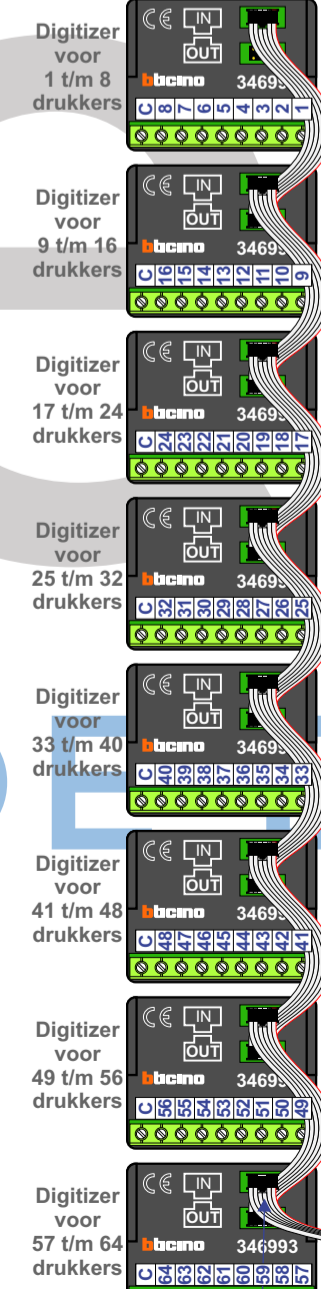 Digitizer
voor
1 t/m 8
drukkers
CE IN
OUT
bticino 34699
C 8 7 6 5 4 3 2 1
Digitizer
voor
9 t/m 16
drukkers
CE IN
OUT
bticino 34699
C 16 15 14 13 12 11 10 9
Digitizer
voor
17 t/m 24
drukkers
CE IN
OUT
bticino 34699
C 24 23 22 21 20 19 18 17
Digitizer
voor
25 t/m 32
drukkers
CE IN
OUT
bticino 34699
C 32 31 30 29 28 27 26 25
Digitizer
voor
33 t/m 40
drukkers
CE IN
OUT
bticino 34699
C 40 39 38 37 36 35 34 33
Digitizer
voor
41 t/m 48
drukkers
CE IN
OUT
bticino 34699
C 48 47 46 45 44 43 42 41
Digitizer
voor
49 t/m 56
drukkers
CE IN
OUT
bticino 34699
C 56 55 54 53 52 51 50 49
Digitizer
voor
57 t/m 64
drukkers
CE IN
OUT
bticino 346993
C 64 63 62 61 60 59 58 57